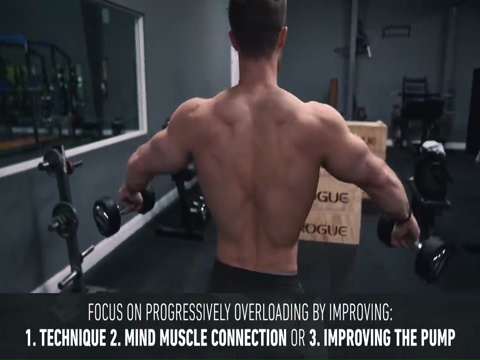 ROGUE
ROGUE
FOCUS ON PROGRESSIVELY OVERLOADING BY IMPROVING:
1. TECHNIQUE 2. MIND MUSCLE CONNECTION OR 3. IMPROVING THE PUMP